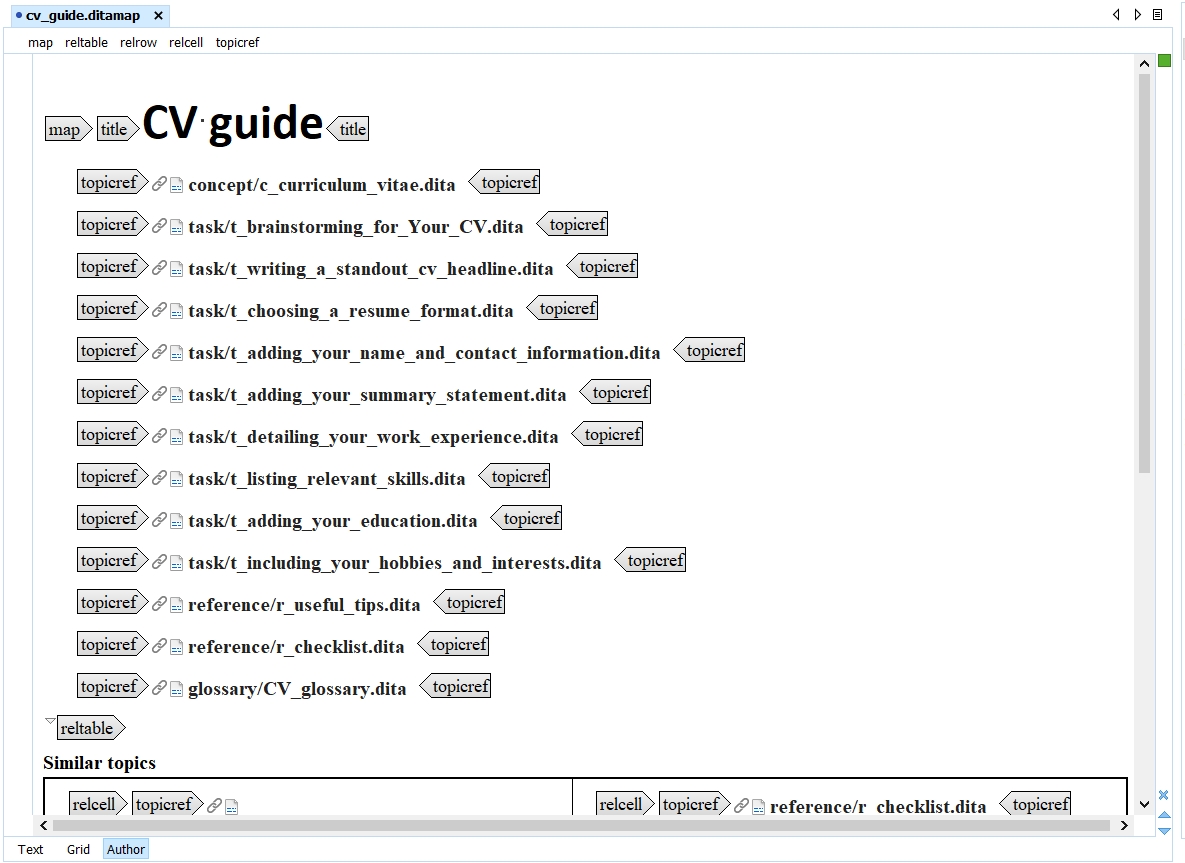 cv_guide.ditamap
map reltable relrow relcell topicref
map title CV guide title
topicref concept/c_curriculum_vitae.dita topicref
topicref task/t_brainstorming_for_Your_CV.dita topicref
topicref task/t_writing_a_standout_cv_headline.dita topicref
topicref task/t_choosing_a_resume_format.dita topicref
topicref task/t_adding_your_name_and_contact_information.dita topicref
topicref task/t_adding_your_summary_statement.dita topicref
topicref task/t_detailing_your_work_experience.dita topicref
topicref task/t_listing_relevant_skills.dita topicref
topicref task/t_adding_your_education.dita topicref
topicref task/t_including_your_hobbies_and_interests.dita topicref
topicref reference/r_useful_tips.dita topicref
topicref reference/r_checklist.dita topicref
topicref glossary/CV_glossary.dita topicref
reltable
Similar topics
relcell topicref relcell topicref reference/r_checklist.dita topicref
Text Grid Author